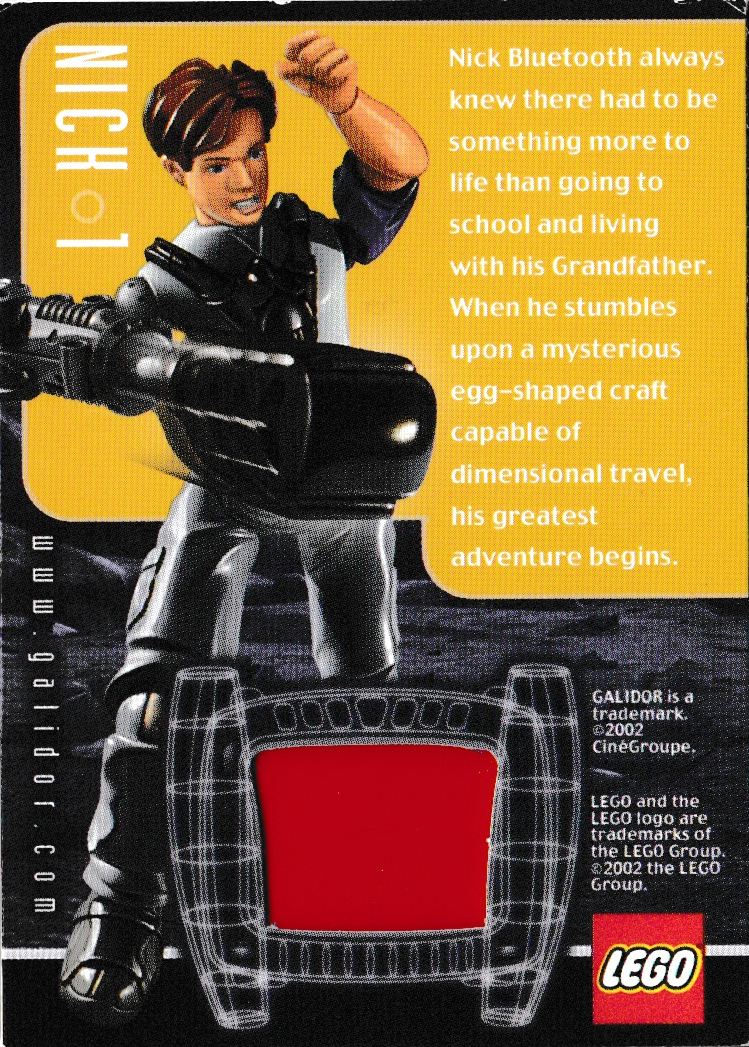 NICK 1
Nick Bluetooth always
knew there had to be
something more to
life than going to
school and living
with his Grandfather.
When he stumbles
upon a mysterious
egg-shaped craft
capable of
dimensional travel,
his greatest
adventure begins.
www.galidor.com
GALIDOR is a
trademark.
©2002
CinéGroupe.
LEGO and the
LEGO logo are
trademarks of
the LEGO Group.
©2002 the LEGO
Group.
LEGO